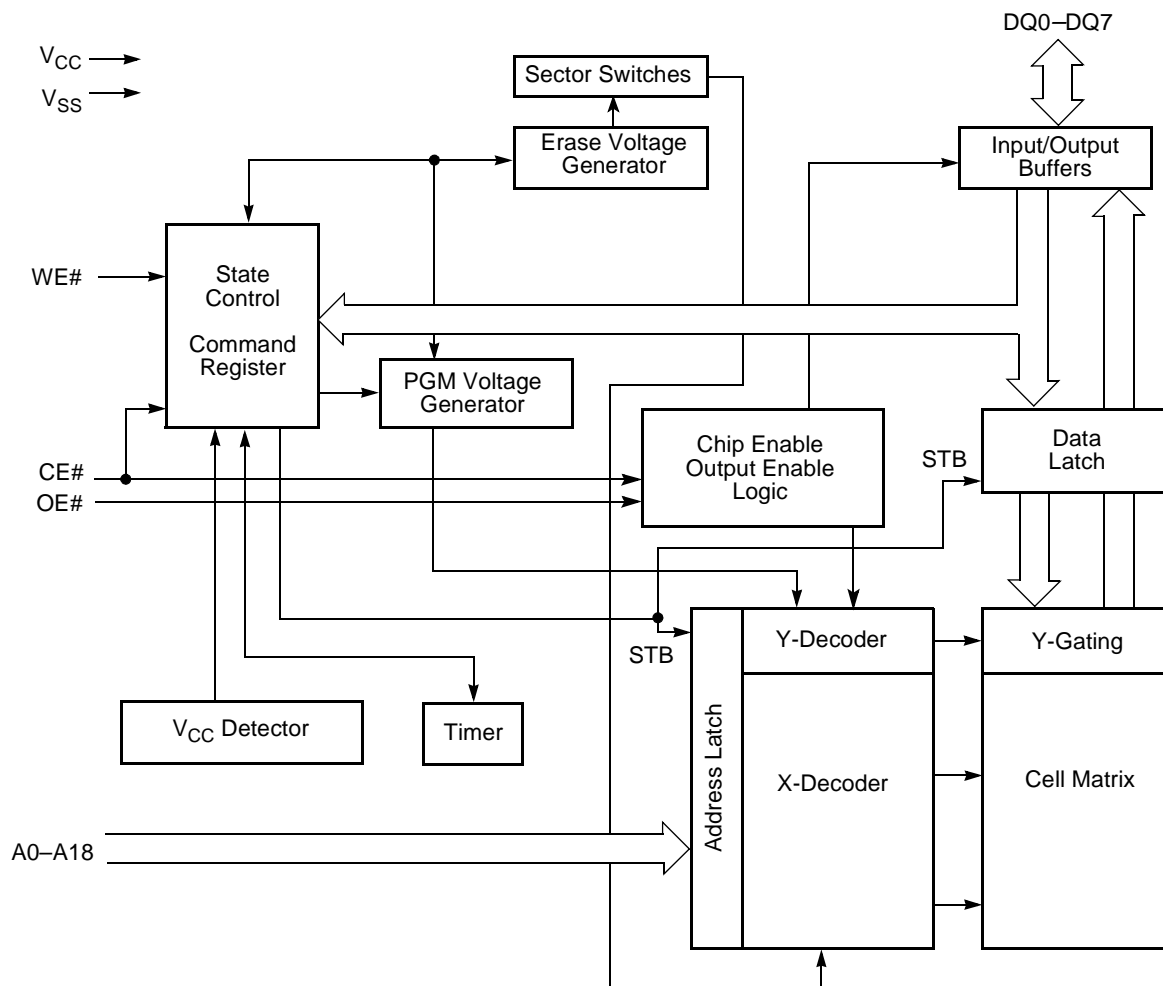 DQ0–DQ7
VCC
VSS
Sector Switches
Erase Voltage
Generator
Input/Output
Buffers
WE#
State
Control
Command
Register
PGM Voltage
Generator
Chip Enable
Output Enable
Logic
Data
Latch
STB
CE#
OE#
STB
Y-Decoder
Y-Gating
VCC Detector
Timer
Address Latch
X-Decoder
Cell Matrix
A0–A18